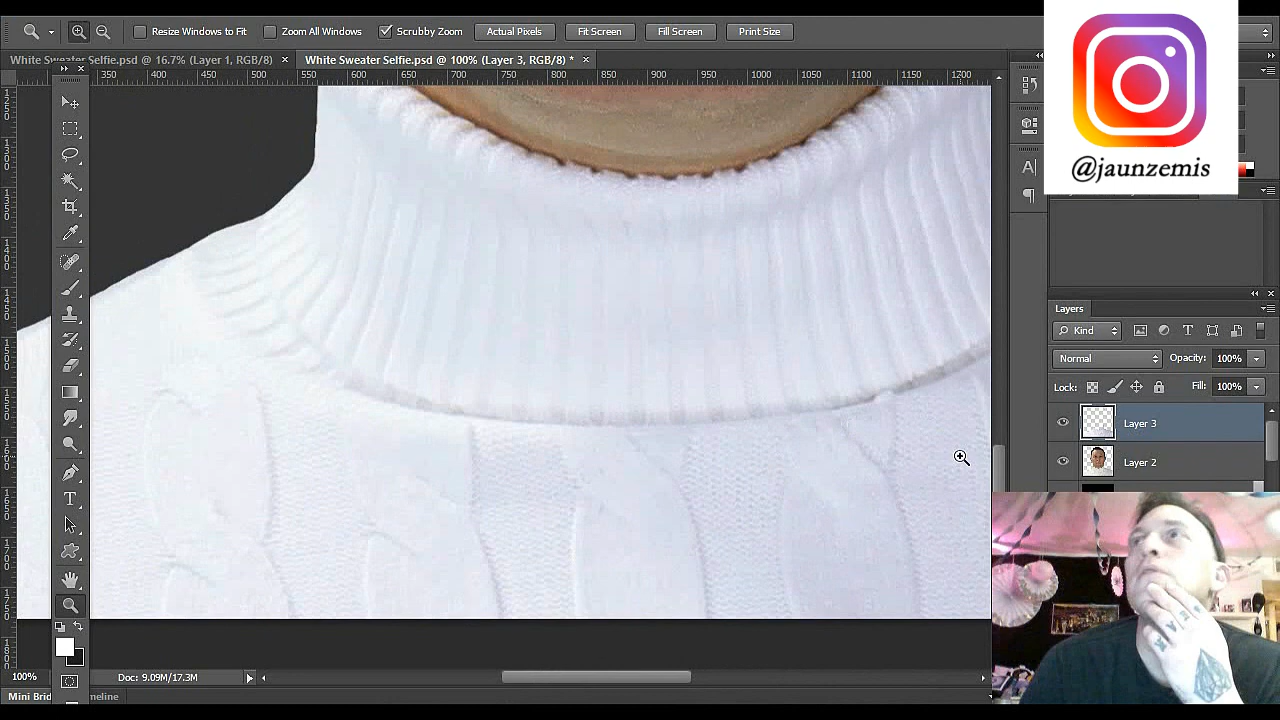 Resize Windows to Fit
Zoom All Windows
Scrubby Zoom
Actual Pixels
Fit Screen
Fill Screen
Print Size
White Sweater Selfie.psd @ 16.7% (Layer 1, RGB/8)
White Sweater Selfie.psd @ 100% (Layer 3, RGB/8) *
350 400 450 500 550 600 650 700 750 800 850 900 950 1000 1050 1100 1150 1200
@jaunzemis
Layers
Kind
Normal
Opacity: 100%
Lock:
Fill: 100%
Layer 3
Layer 2
100%
Doc: 9.09M/17.3M
Mini Brid
meline